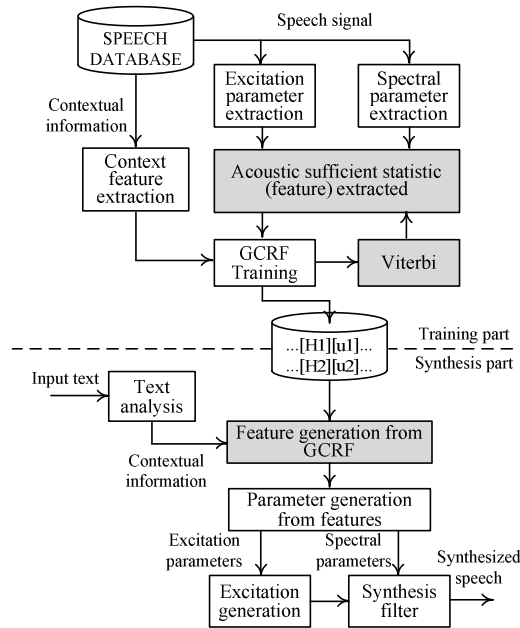 SPEECH
DATABASE
Speech signal
Excitation
parameter
extraction
Spectral
parameter
extraction
Contextual
information
Context
feature
extraction
Acoustic sufficient statistic
(feature) extracted
GCRF
Training
Viterbi
...[H1][u1]...
...[H2][u2]...
Training part
Synthesis part
Input text
Text
analysis
Contextual
information
Feature generation from
GCRF
Parameter generation
from features
Excitation
parameters
Spectral
parameters
Synthesized
speech
Excitation
generation
Synthesis
filter